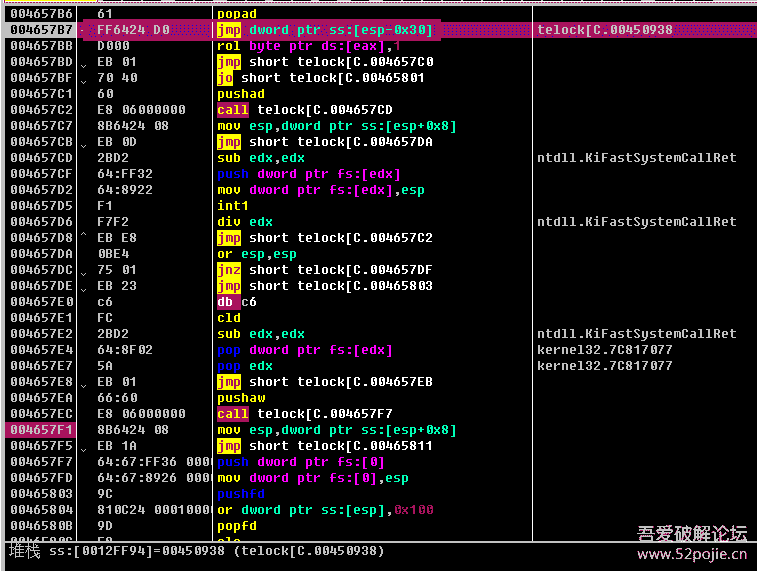 004657B6 61 popad
004657B7 FF6424 D0 jmp dword ptr ss:[esp-0x30] telock[C.00450938
004657BB D000 rol byte ptr ds:[eax],1
004657BD EB 01 jmp short telock[C.004657C0
004657BF 70 40 jo short telock[C.00465801
004657C1 60 pushad
004657C2 E8 06000000 call telock[C.004657CD
004657C7 8B6424 08 mov esp,dword ptr ss:[esp+0x8]
004657CB EB 0D jmp short telock[C.004657DA
004657CD 2BD2 sub edx,edx ntdll.KiFastSystemCallRet
004657CF 64:FF32 push dword ptr fs:[edx]
004657D2 64:8922 mov dword ptr fs:[edx],esp
004657D5 F1 int1
004657D6 F7F2 div edx ntdll.KiFastSystemCallRet
004657D8 ^ EB E8 jmp short telock[C.004657C2
004657DA 0BE4 or esp,esp
004657DC 75 01 jnz short telock[C.004657DF
004657DE EB 23 jmp short telock[C.00465803
004657E0 c6 db c6
004657E1 FC cld
004657E2 2BD2 sub edx,edx ntdll.KiFastSystemCallRet
004657E4 64:8F02 pop dword ptr fs:[edx] kernel32.7C817077
004657E7 5A pop edx kernel32.7C817077
004657E8 EB 01 jmp short telock[C.004657EB
004657EA 66:60 pushaw
004657EC E8 06000000 call telock[C.004657F7
004657F1 8B6424 08 mov esp,dword ptr ss:[esp+0x8]
004657F5 EB 1A jmp short telock[C.00465811
004657F7 64:67:FF36 000 push dword ptr fs:[0]
004657FD 64:67:8926 000 mov dword ptr fs:[0],esp
00465803 9C pushfd
00465804 810C24 0001000 or dword ptr ss:[esp],0x100
0046580B 9D popfd
堆栈 ss:[0012FF94]=00450938 (telock[C.00450938)
吾爱破解论坛
www.52pojie.cn